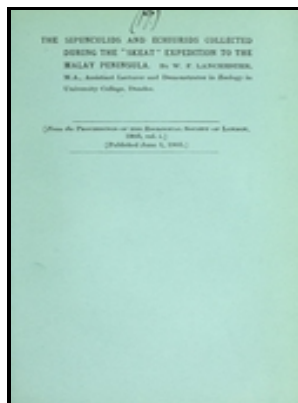 THE SIPUNCULIDS AND ECHIURIDS COLLECTED
DURING THE "SKEAT" EXPEDITION TO THE
MALAY PENINSULA. By W. F. LANCHESTER,
M.A., Assistant Lecturer and Demonstrator in Zoology in
University College, Dundee.
[From the PROCEEDINGS OF THE ZOOLOGICAL SOCIETY OF LONDON,
1905, vol. i.]
[Published June 1, 1905.]